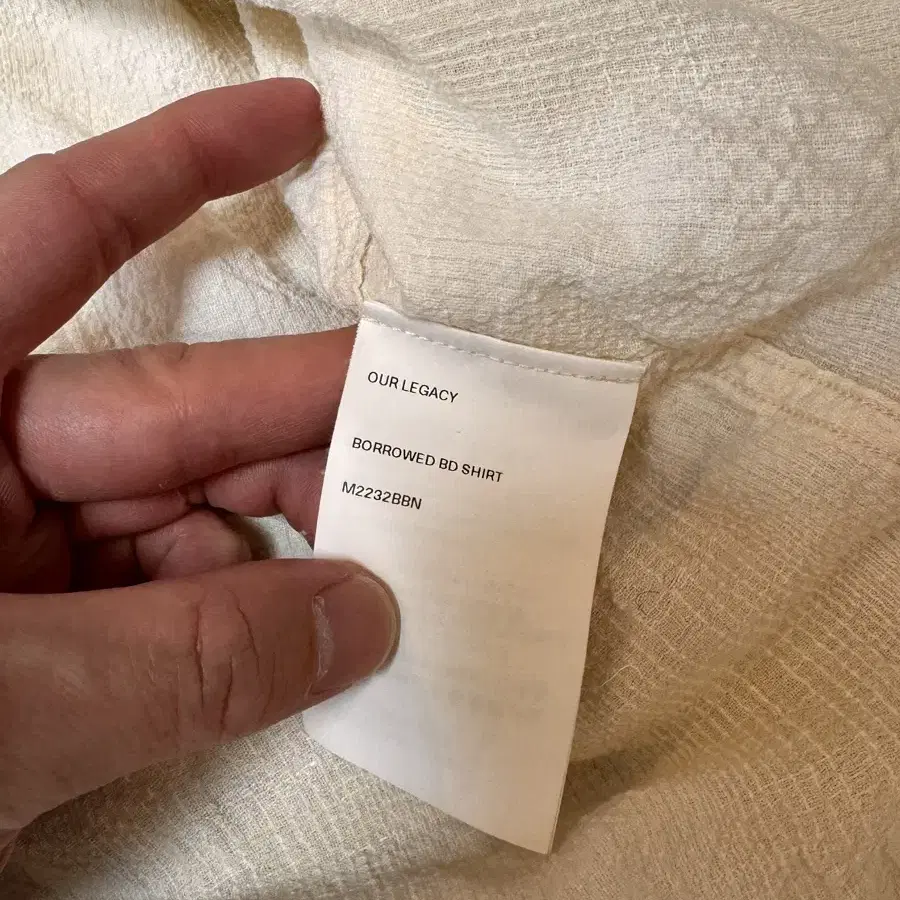 OUR LEGACY
BORROWED BD SHIRT
M2232BBN